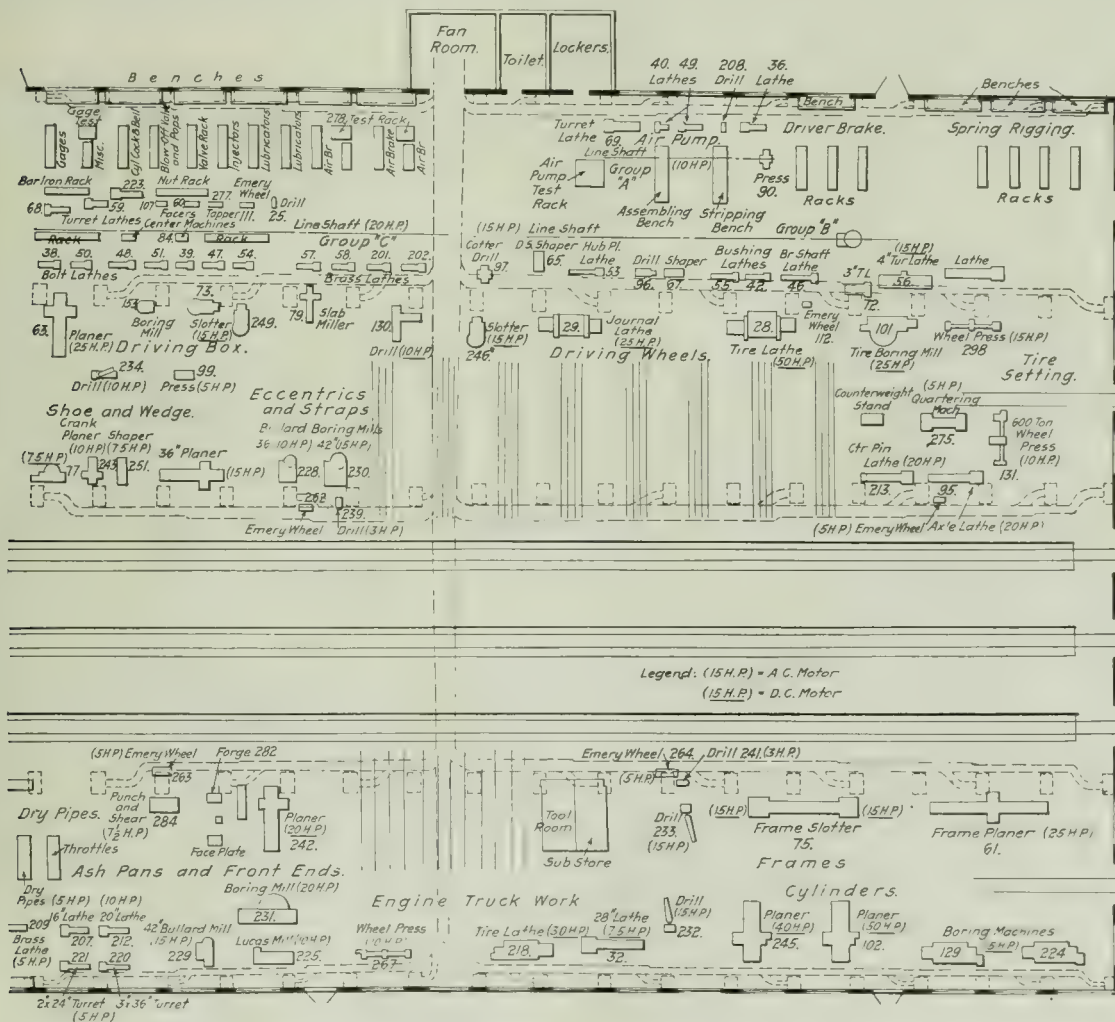 Fan
Room.
Toilet.
Lockers.
Benches
40. 49. 208. 36.
Lathes Drill Lathe
Bench
Benches
Gage
Test
Gages
Misc.
Cyl Cock & Bell
Blow-Off Valve
and Pops
Valve Rack
Injectors
Lubricators
Lubricators
Air Br
278. Test Rack
Air Brake
Air Br
Turret
Lathe 69.
Air Pump.
Driver Brake.
Spring Rigging.
Line Shaft
Air
Pump
Test
Rack
Group
"A"
(10 H.P)
Press
90.
Racks
Racks
Assembling
Bench
Stripping
Bench
Bar Iron Rack
223.
Nut Rack
277.
Emery
Wheel
Drill
25.
68.
59.
107
60.
111.
Turret Lathes
Facers
Tapper
Center Machines
Line Shaft (20 H.P.)
Rack
84.
Rack
Group "C"
38. 50. 48. 51. 39. 47. 54. 57. 58. 201. 202.
Bolt Lathes
Brass Lathes
(15 H.P) Line Shaft
Group "B"
Cotter
Drill
97.
D.S. Shaper
65.
Hub Pl.
Lathe
53.
Drill
96.
Shaper
67.
Bushing
Lathes
55. 42.
Br Shaft
Lathe
46.
(15 H.P)
4" Tur Lathe
56.
Lathe
3" T L
72.
63.
Planer
(25 H.P)
153
Boring
Mill
73.
Slotter
(15 H.P)
249.
79.
Slab
Miller
130.
Drill (10 H.P)
Driving Box.
Slotter
(15 H.P)
246.
29.
Journal
Lathe
(25 H.P)
28.
Tire Lathe
(50 H.P)
Emery
Wheel
112.
101
Tire Boring Mill
(25 H.P)
Wheel Press (15 H.P)
298
Driving Wheels.
Tire
Setting.
234.
Drill (10 H.P)
99.
Press (5 H P)
Eccentrics
and Straps
Shoe and Wedge.
Crank
Planer Shaper
(10 H.P) (7.5 H.P)
(7.5 H P)
77
243
251.
36" Planer
(15 H.P)
228.
230.
262
239.
Emery Wheel
Drill (3 H.P)
Counterweight
Stand
(5 H.P)
Quartering
Mach
275.
600 Ton
Wheel
Press
(10 H.P.)
131.
Ctr Pin
Lathe (20 H.P)
213.
95.
(5 H.P) Emery Wheel
Axle Lathe (20 H.P)
Legend: (15 H.P.) = A C. Motor
(15 H.P.) = D.C. Motor
(5 H.P) Emery Wheel
263
Forge 282
Emery Wheel 264.
Drill 241. (3 H.P.)
(5 H.P)
Dry Pipes.
Punch
and
Shear
(7½ H.P)
284
Planer
(20 H.P)
242.
Face Plate
Tool
Room
Sub Store
Drill
233.
(15 H.P)
(15 H.P)
(15 H.P)
Frame Slotter
75.
Frame Planer (25 H.P)
61.
Throttles
Dry
Pipes
Ash Pans and Front Ends.
Frames
Boring Mill (20 H.P)
231.
Engine Truck Work
Cylinders.
209
Brass
Lathe
(5 H.P)
(5 H.P)
16" Lathe
207.
(10 H.P)
20" Lathe
212.
221
220
2"x24" Turret
3"x36" Turret
(5 H.P)
42" Bullard Mill
(15 H.P)
229
225.
Wheel Press
267
Tire Lathe (30 H.P)
218.
28" Lathe
(7.5 H.P)
32.
Drill
(15 H.P)
232.
Planer
(40 H.P)
245.
Planer
(50 H.P)
102.
Boring Machines
129
224.